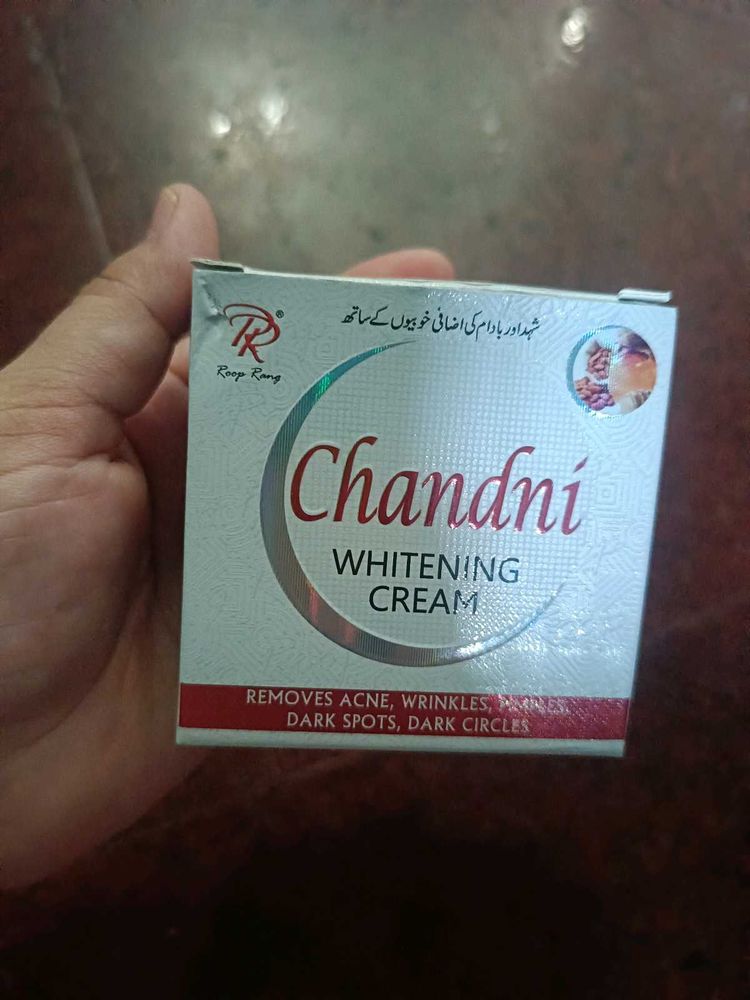 شہد اور بادام کی اضافی خوبیوں کے ساتھ
RR®
Roop Rang
Chandni
WHITENING
CREAM
REMOVES ACNE, WRINKLES,
DARK SPOTS, DARK CIRCLES